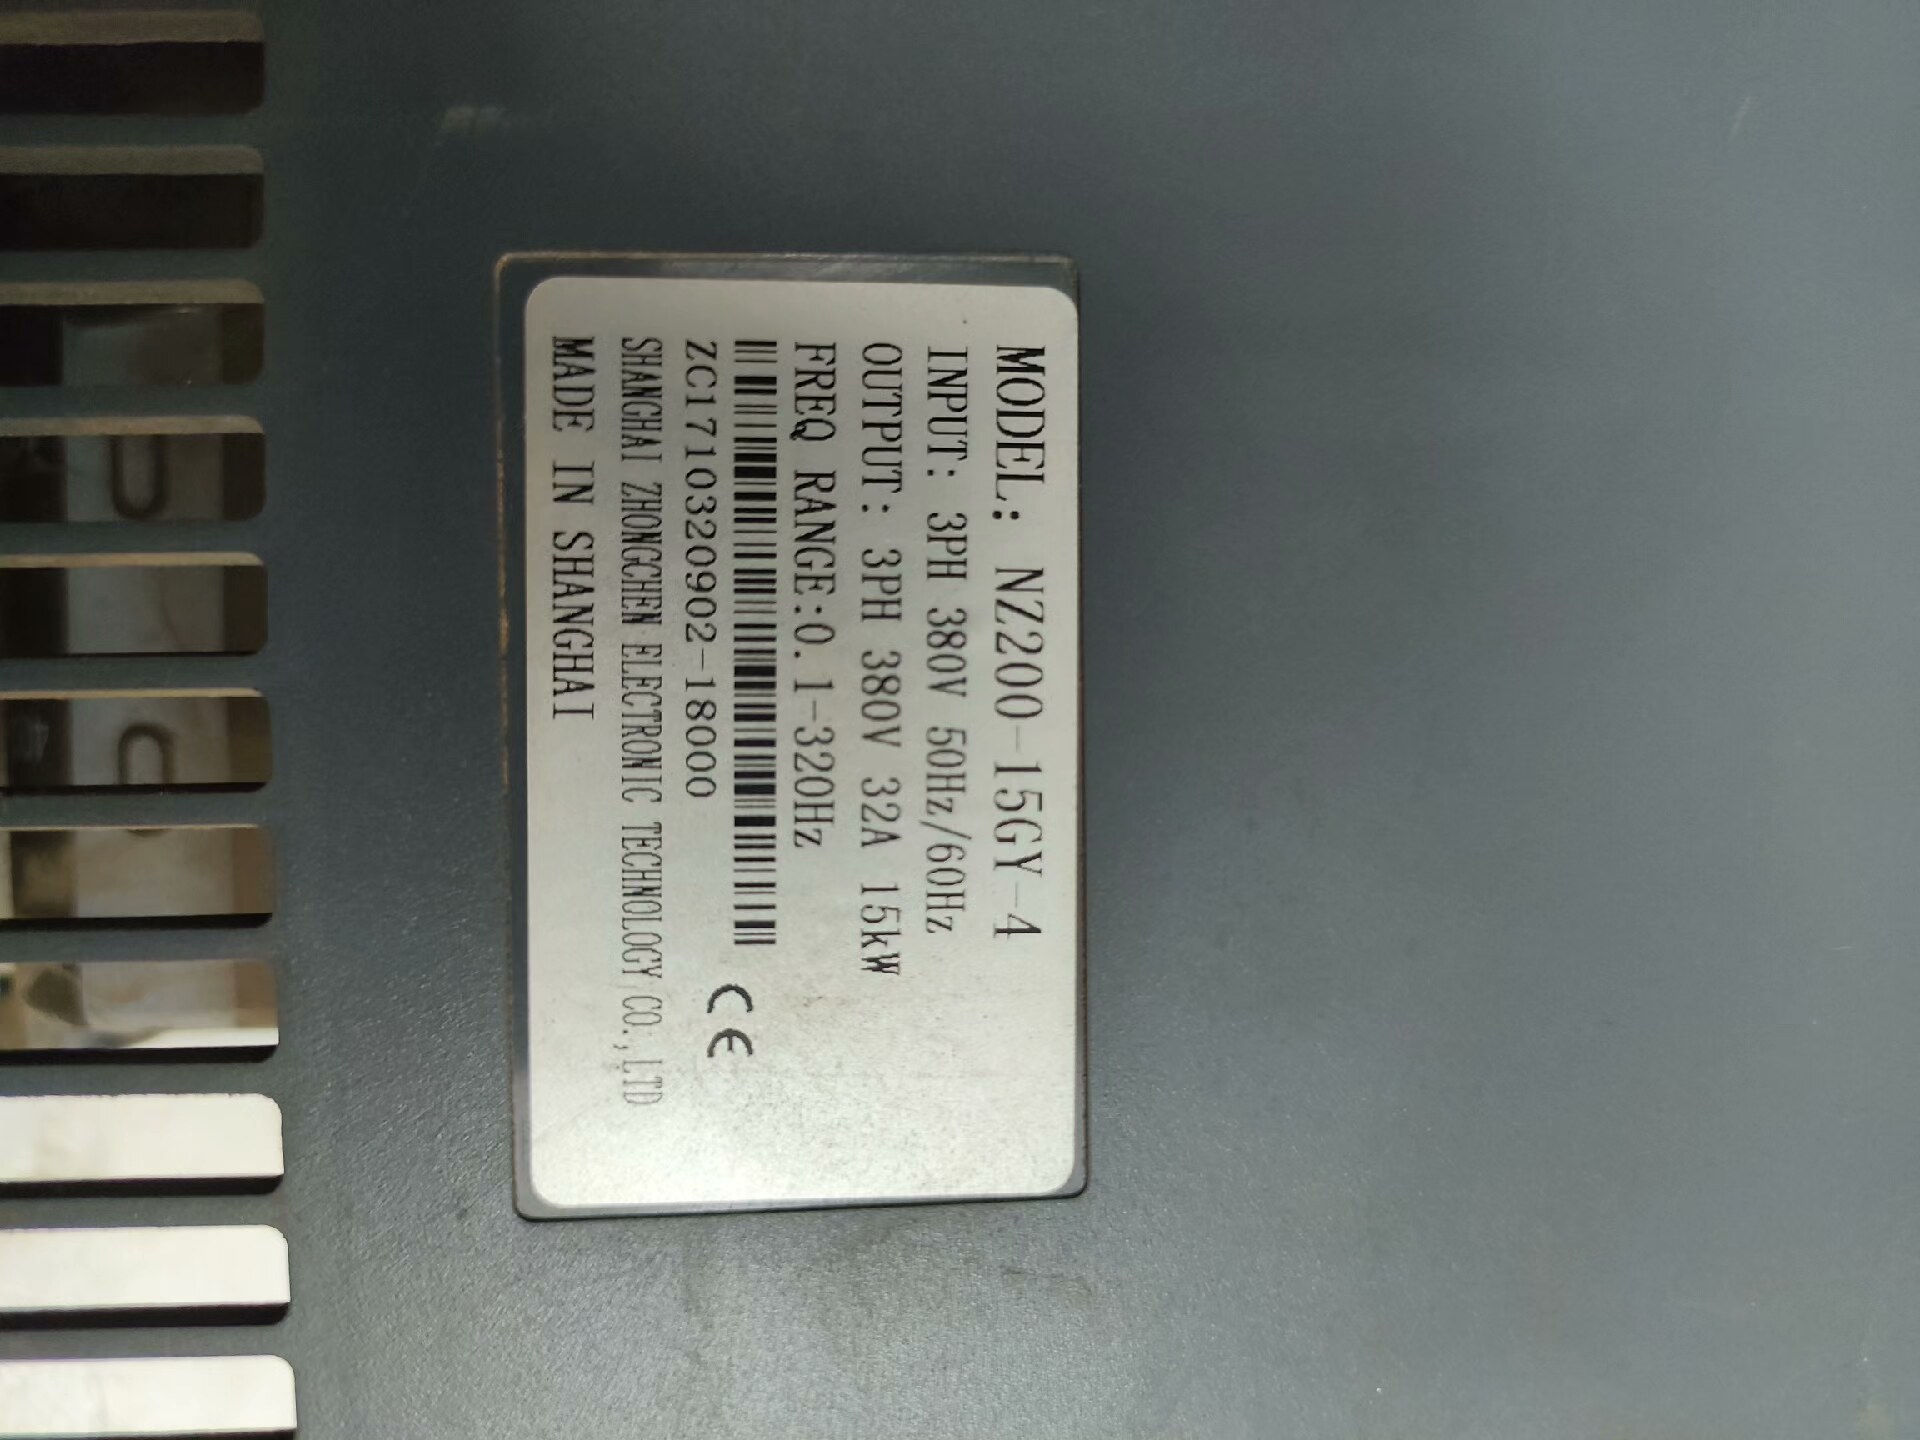 MODEL: NZ200-15GY-4
INPUT: 3PH 380V 50Hz/60Hz
OUTPUT: 3PH 380V 32A 15kW
FREQ RANGE:0.1-320Hz
ZC1710320902-18000
CE
SHANGHAI ZHONGCHEN ELECTRONIC TECHNOLOGY CO.,LTD
MADE IN SHANGHAI